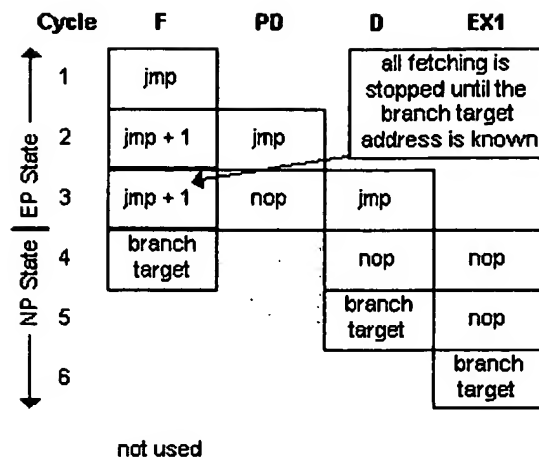 Cycle F PD D EX1
1 jmp
all fetching is
stopped until the
branch target
address is known
2 jmp + 1 jmp
3 jmp + 1 nop jmp
4 branch
target nop nop
5 branch
target nop
6 branch
target
EP State
NP State
not used